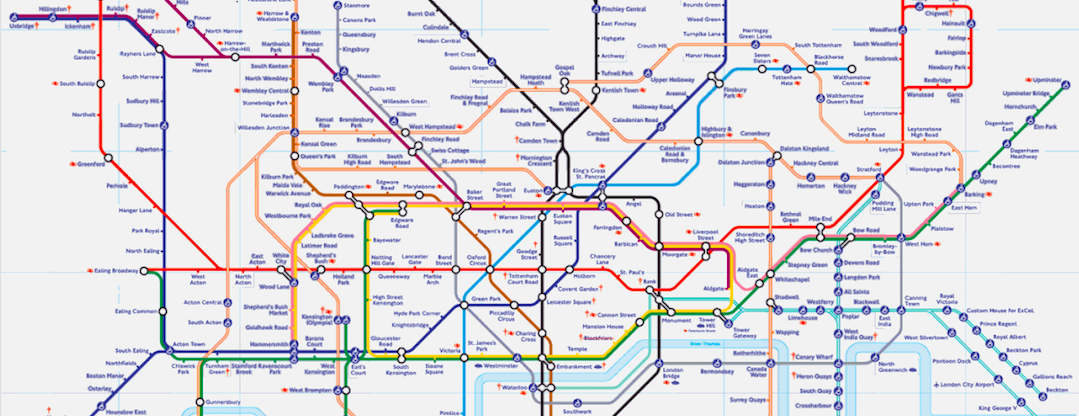 Hillingdon
Ruislip
Ruislip
Manor
Uxbridge
Ickenham
Eastcote
Pinner
North Harrow
Harrow-
on-the-Hill
Rayners Lane
West
Harrow
Ruislip
Gardens
South Ruislip
Northolt
Greenford
Perivale
Hanger Lane
South Harrow
Sudbury Hill
Sudbury Town
Alperton
Park Royal
North Ealing
Ealing Broadway
Ealing Common
South Ealing
Northfields
Boston Manor
Osterley
Hounslow East
Acton Town
West
Acton
North
Acton
East
Acton
White
City
Acton Central
South Acton
Chiswick
Park
Turnham
Green
Stamford
Brook
Ravenscourt
Park
Gunnersbury
Harrow &
Wealdstone
Kenton
Northwick
Park
Preston
Road
South Kenton
North Wembley
Wembley Central
Wembley
Park
Stonebridge Park
Harlesden
Willesden Junction
Kensal Green
Queen's Park
Kilburn Park
Maida Vale
Warwick Avenue
Royal Oak
Westbourne Park
Ladbroke Grove
Latimer Road
Shepherd's
Bush
Holland
Park
Shepherd's Bush
Market
Goldhawk Road
Hammersmith
Barons
Court
West
Kensington
Kensington
(Olympia)
Earl's
Court
West Brompton
Stanmore
Canons Park
Queensbury
Kingsbury
Neasden
Dollis Hill
Willesden Green
Kilburn
West Hampstead
Finchley Road
Swiss Cottage
St. John's Wood
South
Hampstead
Kensal
Rise
Brondesbury
Park
Brondesbury
Kilburn
High Road
Finchley Road
& Frognal
Paddington
Edgware
Road
Marylebone
Baker
Street
Great
Portland
Street
Edgware
Road
Bayswater
Notting
Hill Gate
Queensway
Lancaster
Gate
Marble
Arch
Bond
Street
Oxford
Circus
Regent's Park
High Street
Kensington
Gloucester
Road
South
Kensington
Sloane
Square
Knightsbridge
Hyde Park Corner
Green Park
Victoria
St. James's
Park
Westminster
Pimlico
Burnt Oak
Colindale
Hendon Central
Brent Cross
Golders Green
Hampstead
Belsize Park
Chalk Farm
Camden Town
Mornington
Crescent
Euston
Finchley Central
East Finchley
Highgate
Archway
Tufnell Park
Kentish Town
Gospel
Oak
Hampstead
Heath
Kentish
Town West
Camden
Road
Bounds Green
Wood Green
Turnpike Lane
Manor House
Harringay
Green Lanes
Crouch Hill
Upper Holloway
Arsenal
Holloway Road
Caledonian Road
Finsbury
Park
Seven
Sisters
South Tottenham
Tottenham
Hale
Blackhorse
Road
Walthamstow
Central
Walthamstow
Queen's Road
Highbury &
Islington
Canonbury
Caledonian
Road &
Barnsbury
King's Cross
St. Pancras
Warren Street
Euston
Square
Russell
Square
Goodge
Street
Tottenham
Court Road
Holborn
Chancery
Lane
St. Paul's
Covent Garden
Leicester Square
Piccadilly
Circus
Charing
Cross
Embankment
Waterloo
Southwark
Temple
Blackfriars
Mansion House
Cannon Street
Bank
Monument
Tower
Hill
Tower
Gateway
Angel
Old Street
Farringdon
Barbican
Moorgate
Liverpool
Street
Aldgate
Aldgate
East
London
Bridge
Bermondsey
River Thames
Dalston Kingsland
Dalston Junction
Haggerston
Hoxton
Shoreditch
High Street
Whitechapel
Shadwell
Wapping
Rotherhithe
Canada
Water
Surrey Quays
Hackney Central
Homerton
Hackney
Wick
Stratford
Bethnal
Green
Mile End
Stepney Green
Bow Road
Bow Church
Pudding
Mill Lane
Bromley-
by-Bow
Devons Road
Langdon Park
All Saints
Limehouse
Westferry
Poplar
Blackwall
East
India
Canning
Town
West
India Quay
Canary Wharf
Heron Quays
South Quay
Crossharbour
North
Greenwich
Woodford
South Woodford
Snaresbrook
Leytonstone
Leyton
Leyton
Midland Road
Leytonstone
High Road
Wanstead Park
Woodgrange Park
Chigwell
Hainault
Fairlop
Barkingside
Newbury Park
Redbridge
Wanstead
Gants
Hill
Upminster
Upminster Bridge
Hornchurch
Elm Park
Dagenham
East
Dagenham
Heathway
Becontree
Upney
Barking
East Ham
Upton Park
Plaistow
West Ham
Royal
Victoria
Custom House for ExCeL
Prince Regent
Royal Albert
Beckton Park
Cyprus
Gallions Reach
Beckton
West Silvertown
Pontoon Dock
London City Airport
King George V